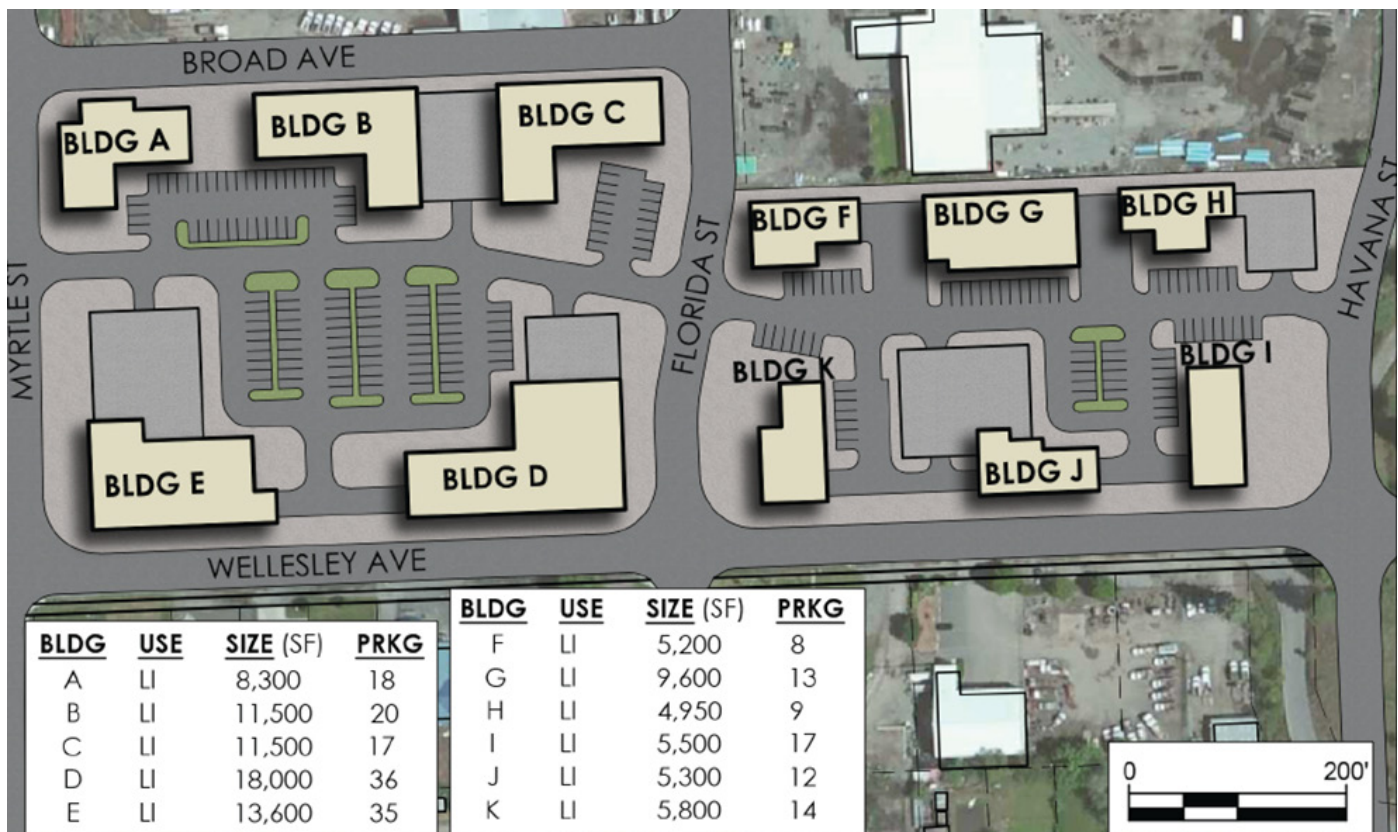 BROAD AVE
BLDG A
BLDG B
BLDG C
BLDG F
BLDG G
BLDG H
MYRTLE ST
FLORIDA ST
HAVANA ST
BLDG K
BLDG I
BLDG E
BLDG D
BLDG J
WELLESLEY AVE
BLDG USE SIZE (SF) PRKG
A LI 8,300 18
B LI 11,500 20
C LI 11,500 17
D LI 18,000 36
E LI 13,600 35
BLDG USE SIZE (SF) PRKG
F LI 5,200 8
G LI 9,600 13
H LI 4,950 9
I LI 5,500 17
J LI 5,300 12
K LI 5,800 14
0 200'